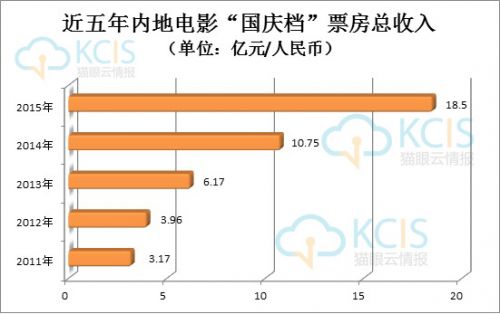 近五年内地电影“国庆档”票房总收入
（单位：亿元/人民币）
KCIS
猫眼云情报
2015年
18.5
2014年
10.75
KCIS
猫眼云情报
2013年
6.17
2012年
3.96
KCIS
猫眼云情报
2011年
3.17
0
5
10
15
20